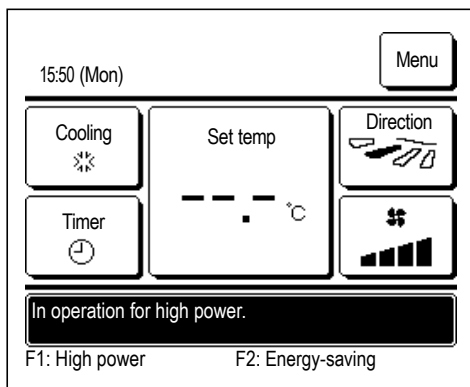 15:50 (Mon)
Menu
Cooling
Set temp
Direction
--.- °C
Timer
In operation for high power.
F1: High power F2: Energy-saving